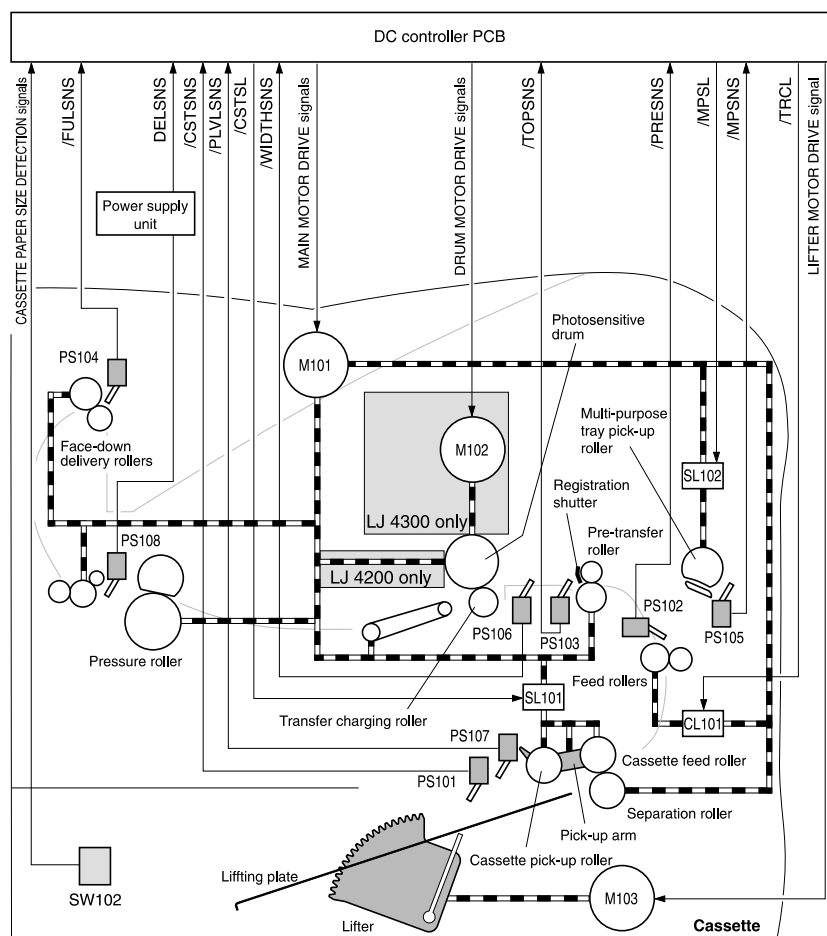 DC controller PCB
CASSETTE PAPER SIZE DETECTION signals
/FULSNS
DELSNS
/CSTSNS
/PLVLSNS
/CSTSL
/WIDTHSNS
MAIN MOTOR DRIVE signals
DRUM MOTOR DRIVE signals
/TOPSNS
/PRESNS
/MPSL
/MPSNS
/TRCL
LIFTER MOTOR DRIVE signal
Power supply
unit
PS104
M101
Photosensitive
drum
Face-down
delivery rollers
M102
Multi-purpose
tray pick-up
roller
SL102
LJ 4300 only
Registration
shutter
Pre-transfer
roller
PS108
LJ 4200 only
PS102
PS106
PS103
PS105
Pressure roller
Feed rollers
SL101
Transfer charging roller
CL101
PS107
Cassette feed roller
PS101
Separation roller
Pick-up arm
Cassette pick-up roller
Lifting plate
SW102
M103
Lifter
Cassette